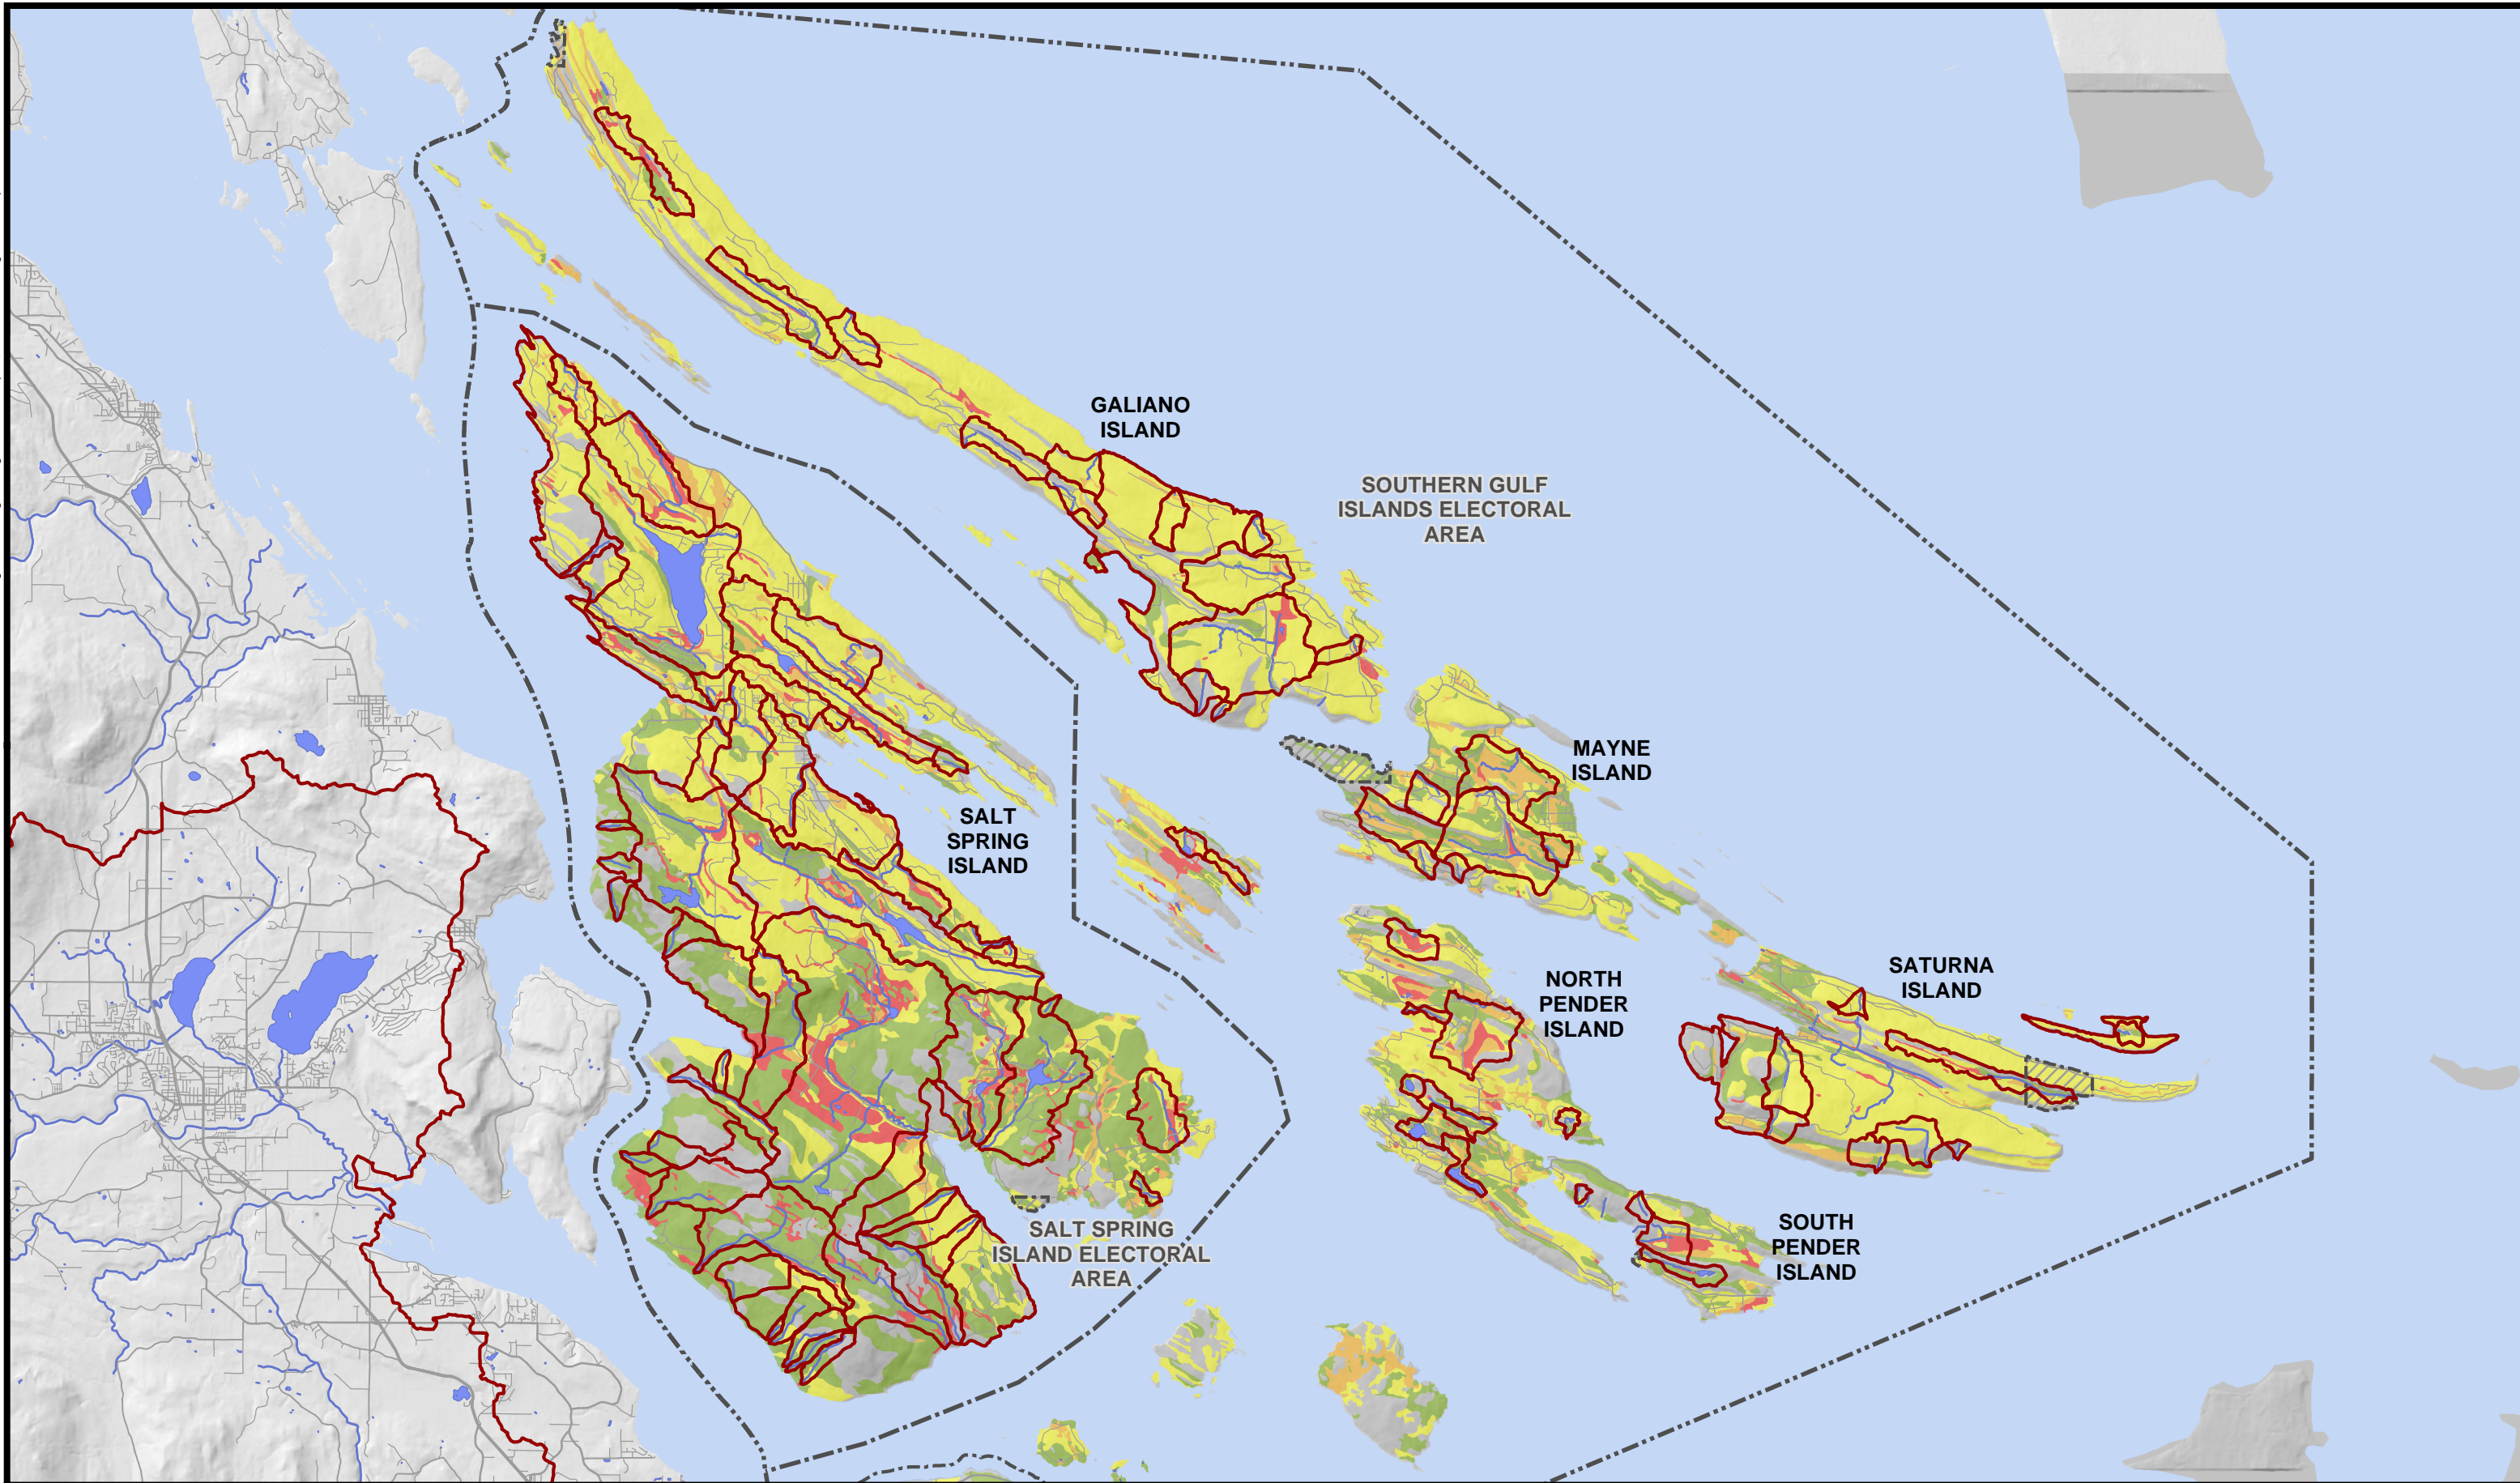 GALIANO
ISLAND
SOUTHERN GULF
ISLANDS ELECTORAL
AREA
MAYNE
ISLAND
SALT
SPRING
ISLAND
SATURNA
ISLAND
NORTH
PENDER
ISLAND
SOUTH
PENDER
ISLAND
SALT SPRING
ISLAND ELECTORAL
AREA